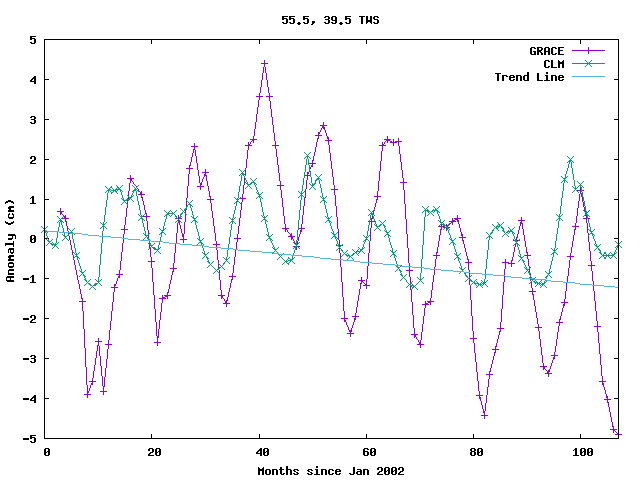 55.5, 39.5 TWS
GRACE
CLM
Trend Line
5
4
3
2
1
0
-1
-2
-3
-4
-5
Anomaly (cm)
0 20 40 60 80 100
Months since Jan 2002